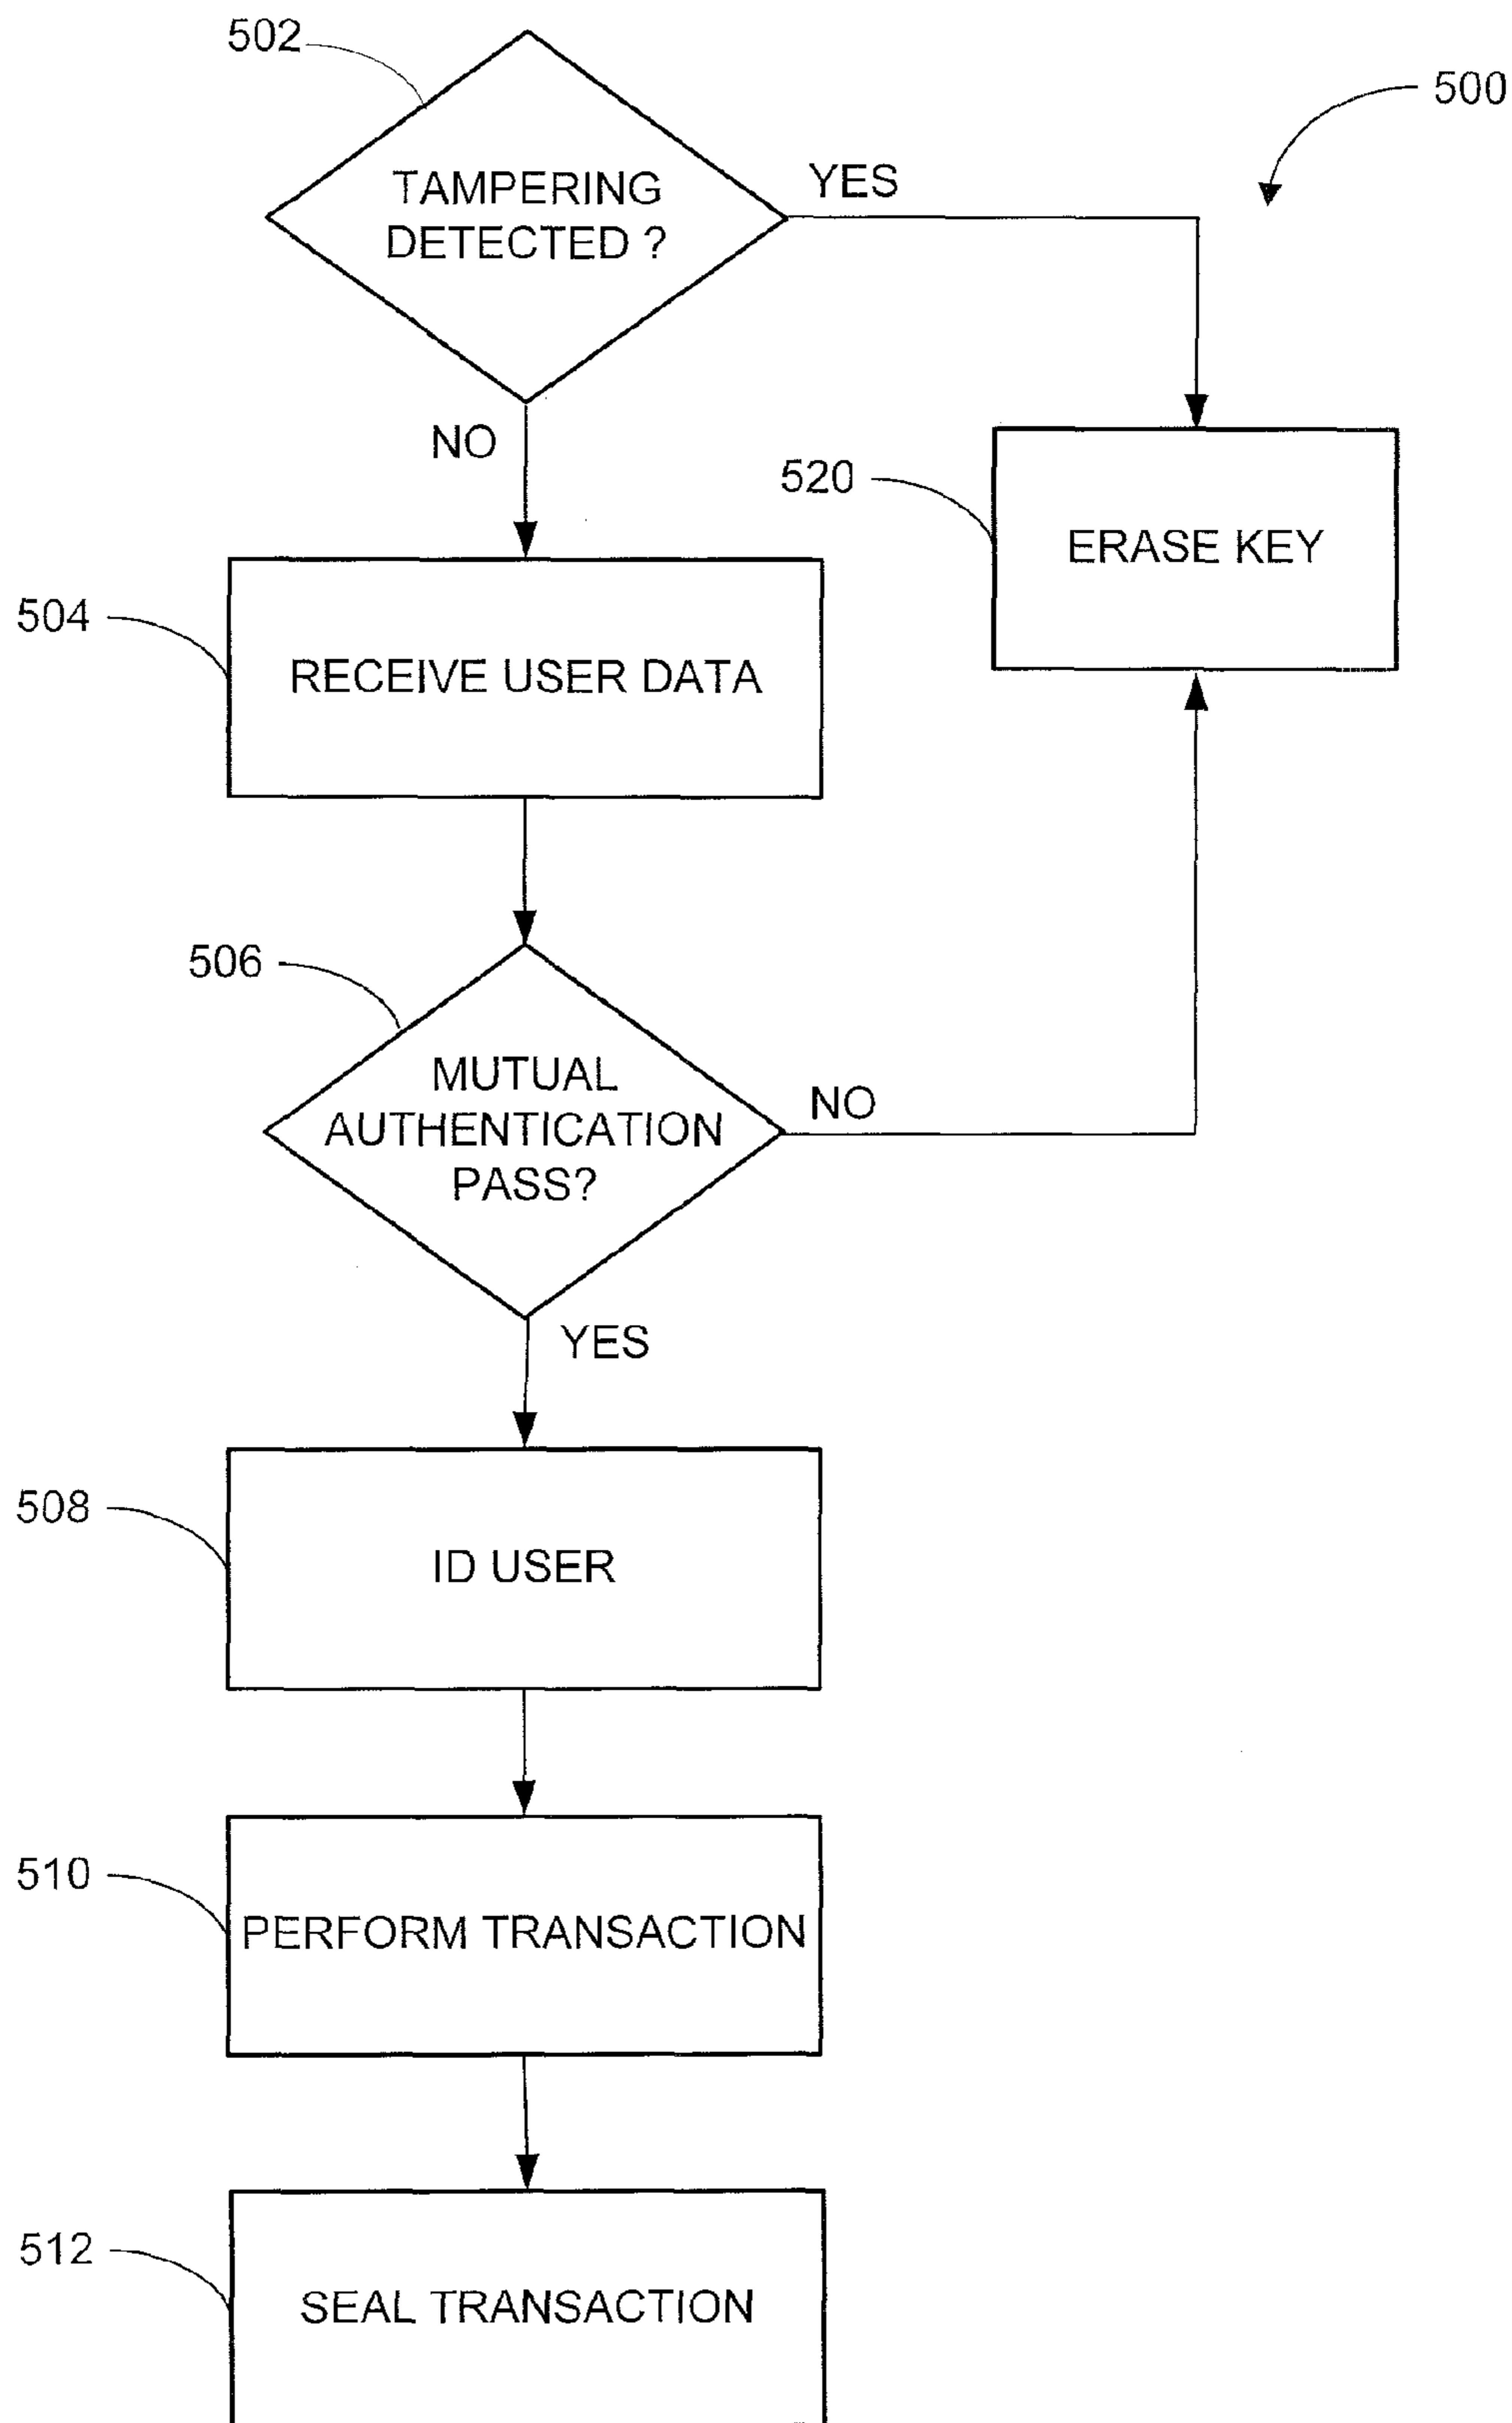 502
500
TAMPERING
DETECTED ?
YES
NO
520
ERASE KEY
504
RECEIVE USER DATA
506
MUTUAL
AUTHENTICATION
PASS?
NO
YES
508
ID USER
510
PERFORM TRANSACTION
512
SEAL TRANSACTION